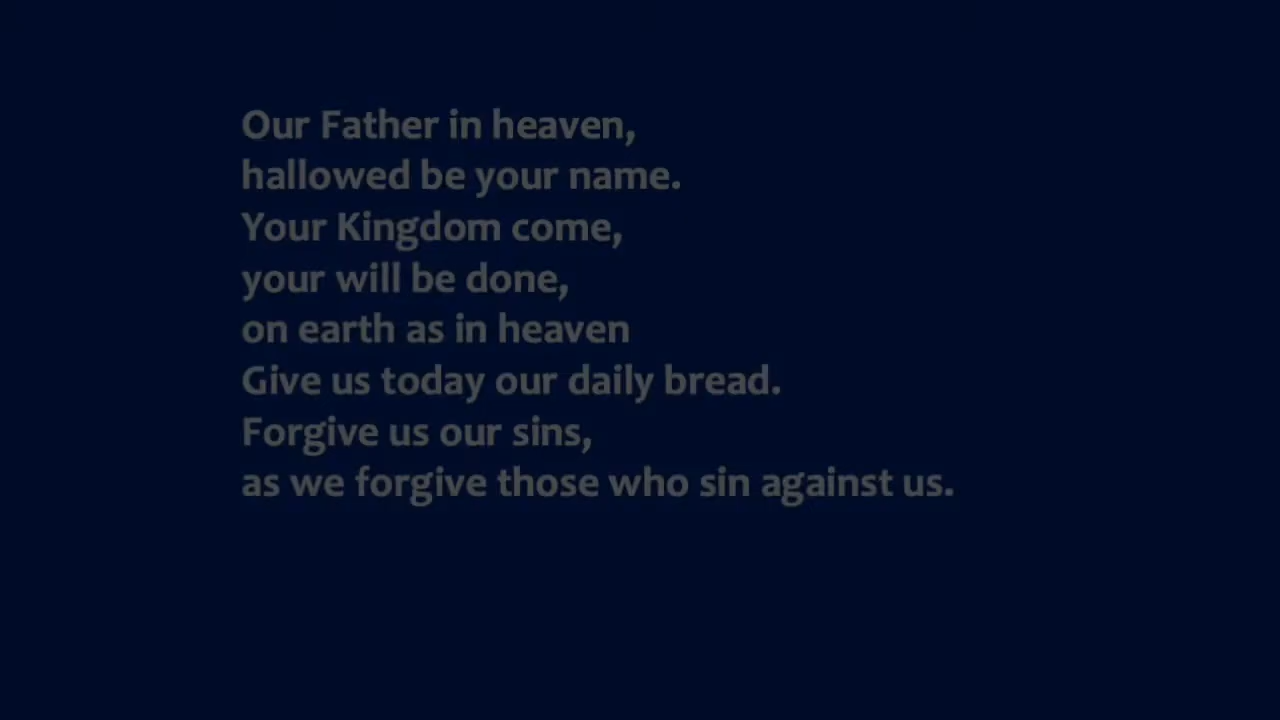 Our Father in heaven,
hallowed be your name.
Your Kingdom come,
your will be done,
on earth as in heaven
Give us today our daily bread.
Forgive us our sins,
as we forgive those who sin against us.